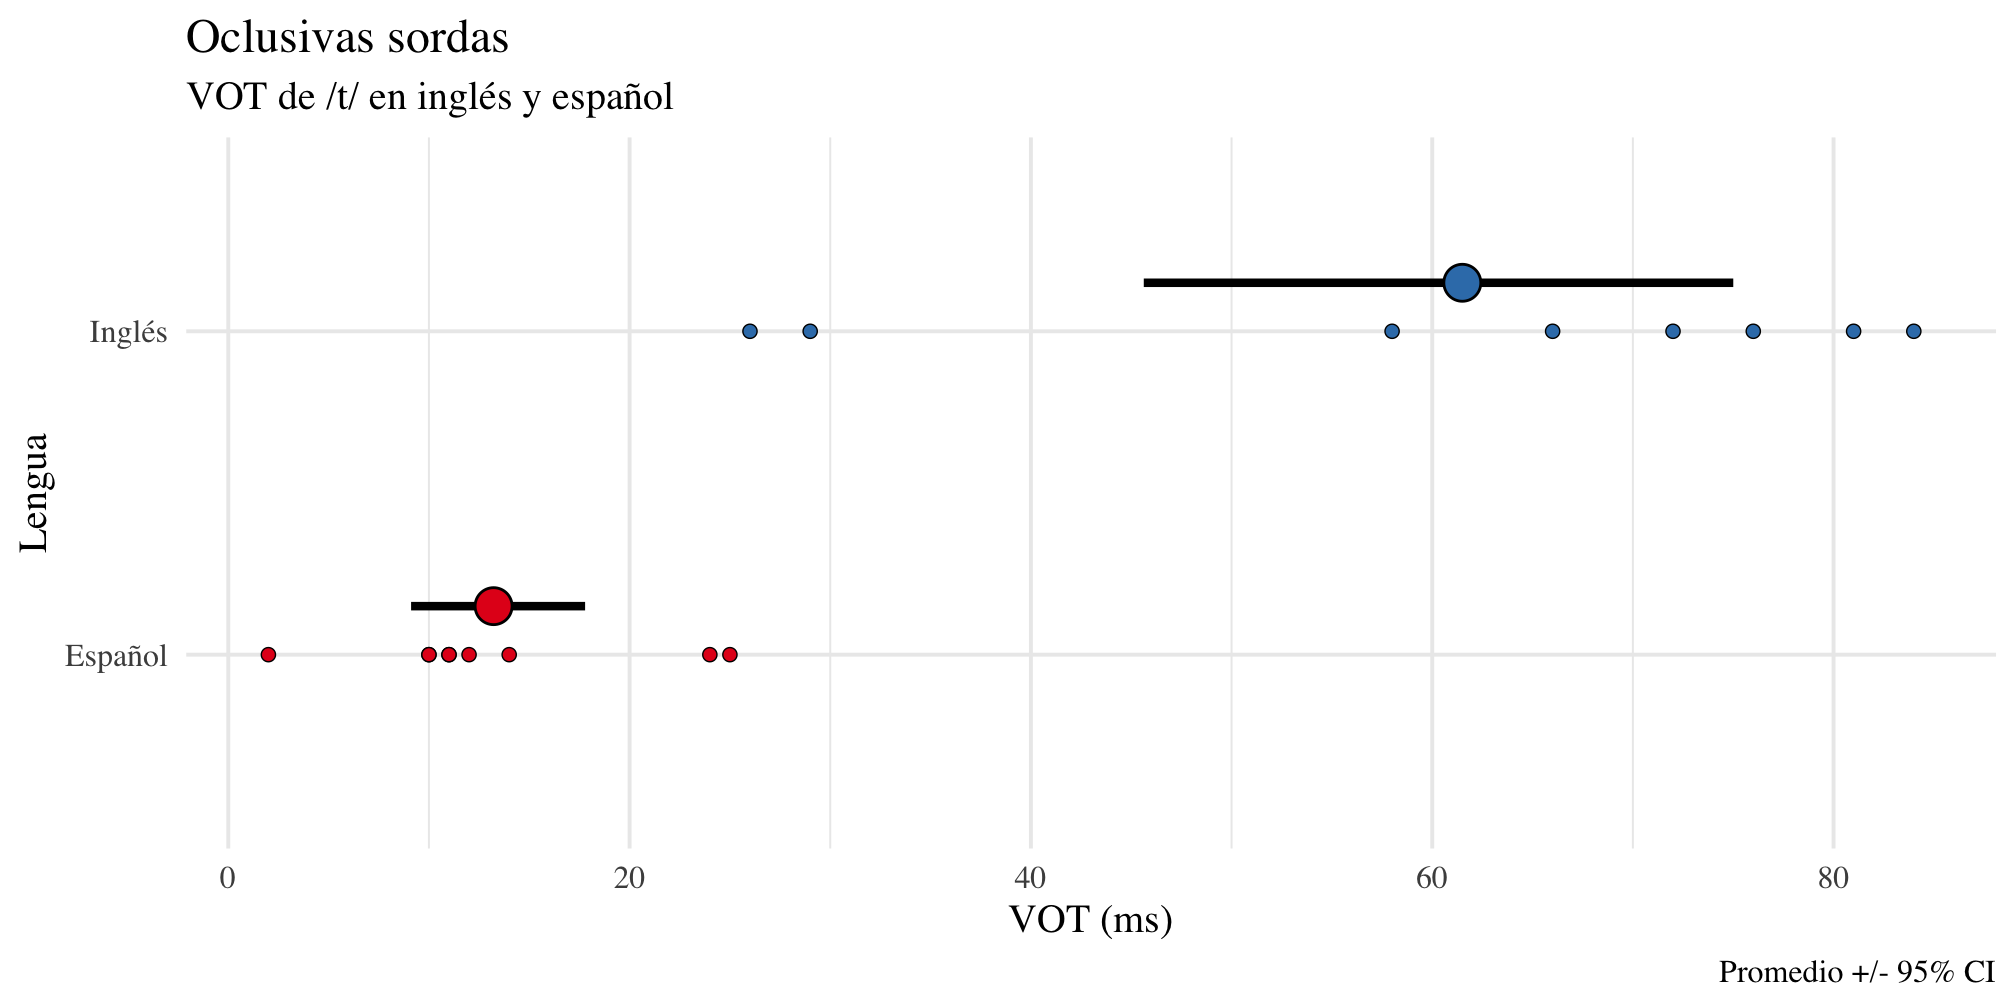 Oclusivas sordas
VOT de /t/ en inglés y español
Lengua
Inglés
Español
0 20 40 60 80
VOT (ms)
Promedio +/- 95% CI